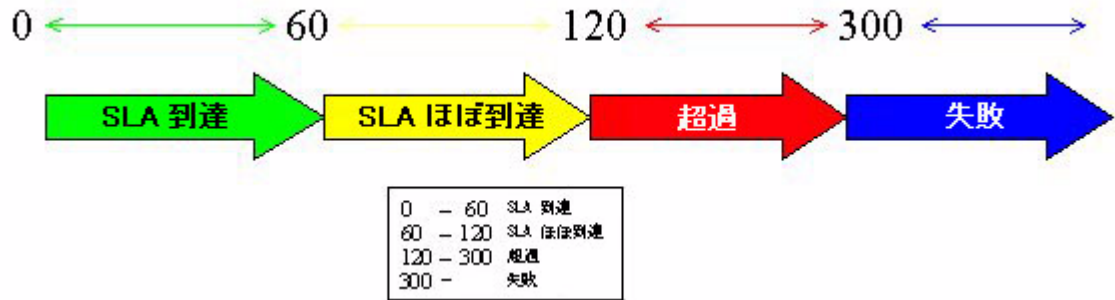 0 60 120 300
SLA 到達 SLA ほぼ到達 超過 失敗
0 – 60 SLA 到達
60 – 120 SLA ほぼ到達
120 – 300 超過
300 – 失敗